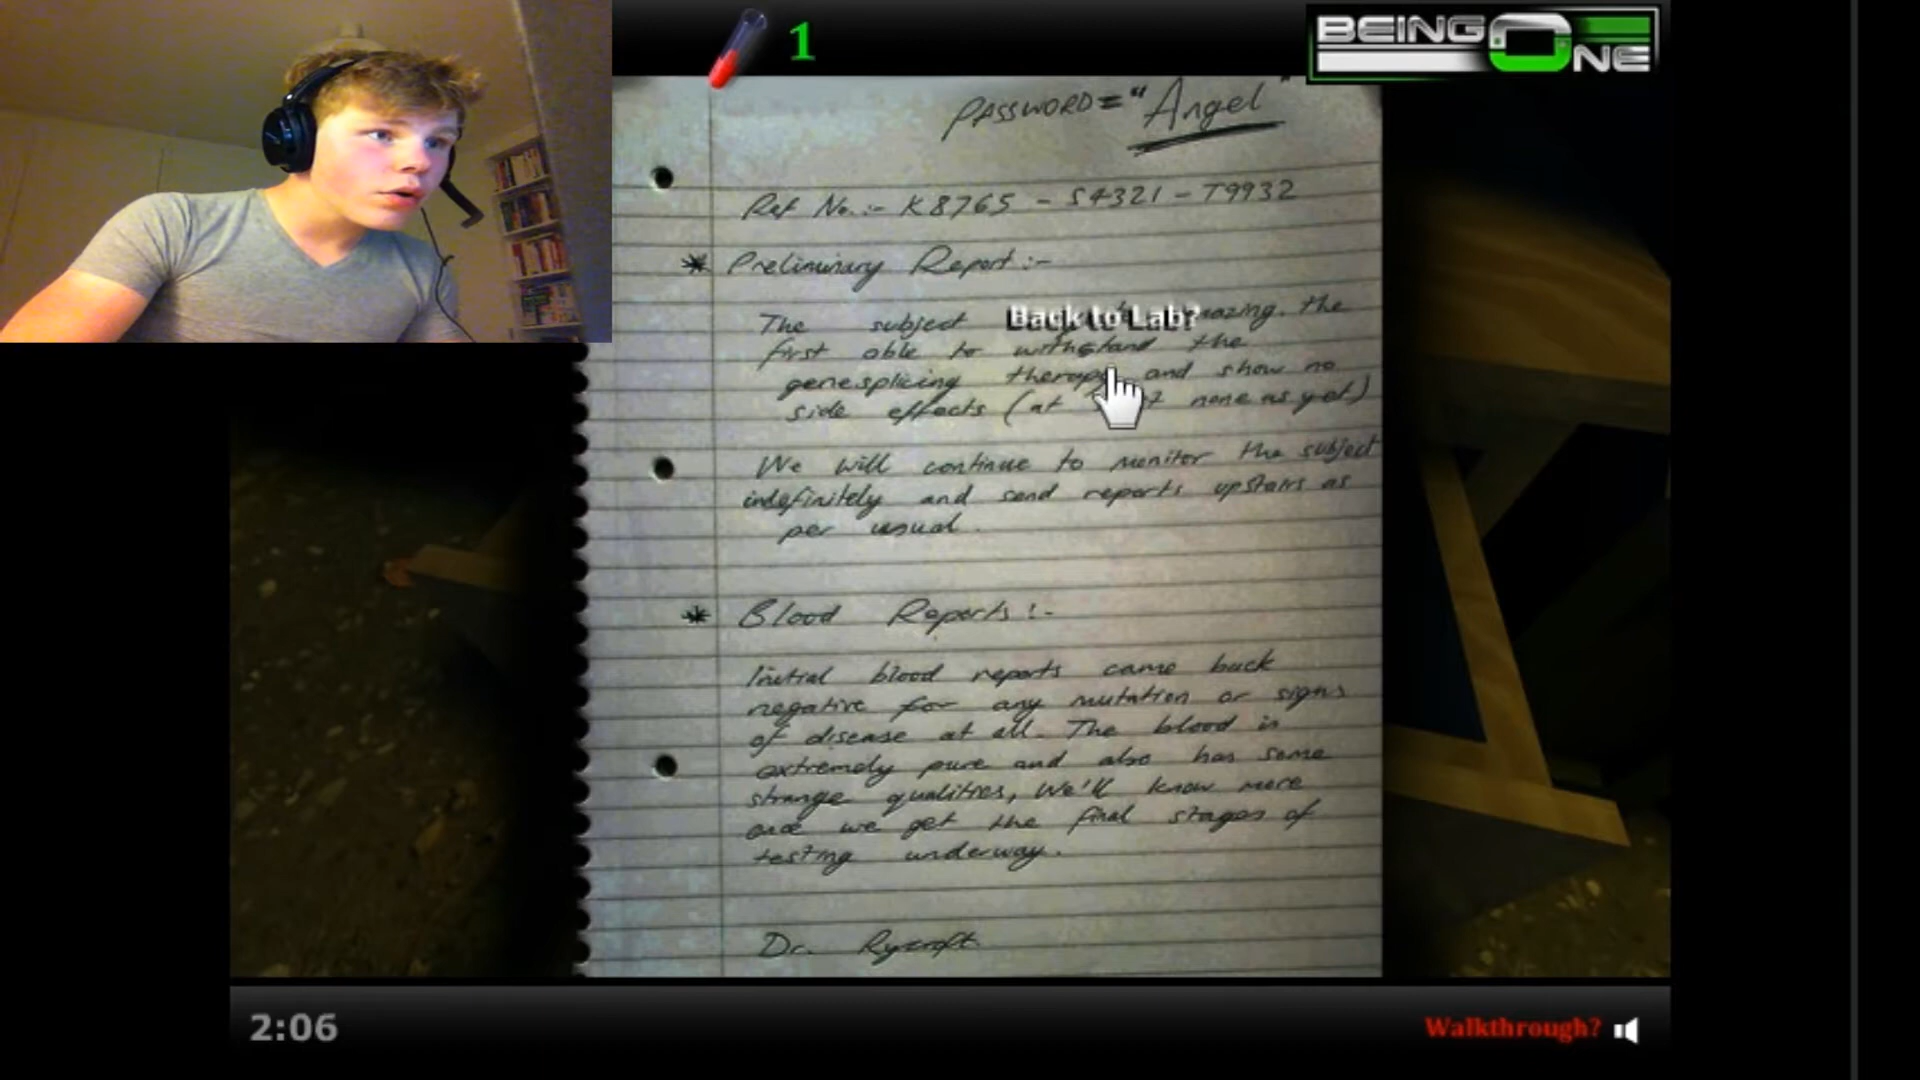 1
BEING ONE
PASSWORD = "Angel"
Ref No.:- K8765 - S4321 - T9932
* Preliminary Report :-
The subject amazing. the
Back to Lab?
first able to withstand the
genesplicing therapy and show no
side effects (at none as yet)
We will continue to monitor the subject
indefinitely and send reports upstairs as
per usual.
* Blood Reports :-
Initial blood reports came back
negative for any mutation or signs
of disease at all. The blood is
extremely pure and also has some
strange qualities, We'll know more
once we get the final stages of
testing underway.
Dr. Rycroft
2:06
Walkthrough?